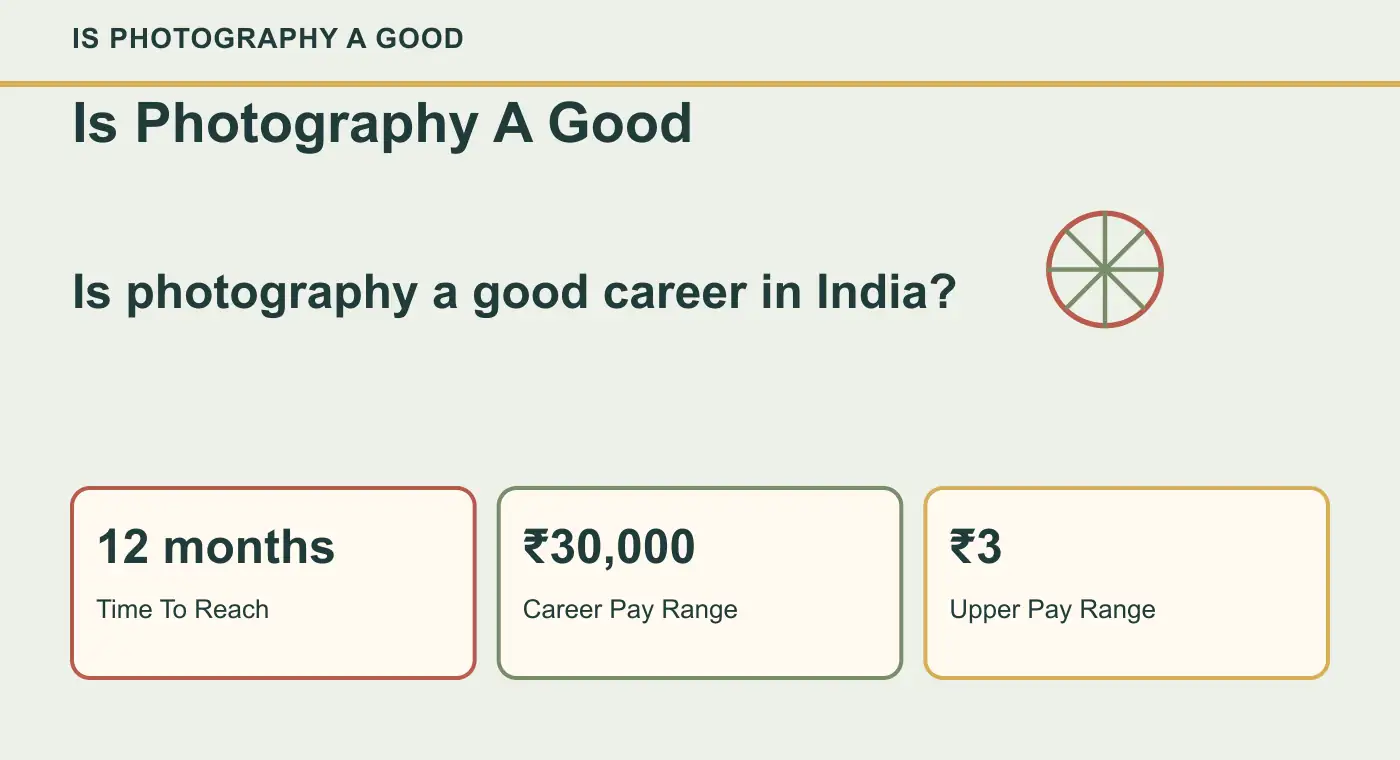 IS PHOTOGRAPHY A GOOD
Is Photography A Good
Is photography a good career in India?
12 months
Time To Reach
₹30,000
Career Pay Range
₹3
Upper Pay Range